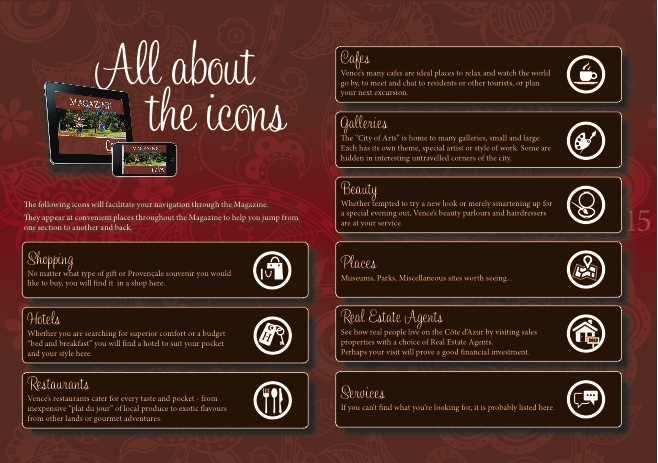 All about
the icons
MAGAZINE
MAGAZINE
The following icons will facilitate your navigation through the Magazine.
They appear at convenient places throughout the Magazine to help you jump from
one section to another and back.
Shopping
No matter what type of gift or Provençale souvenir you would
like to buy, you will find it in a shop here.
Hotels
Whether you are searching for superior comfort or a budget
"bed and breakfast" you will find a hotel to suit your pocket
and your style here.
Restaurants
Vence's restaurants cater for every taste and pocket - from
inexpensive "plat du jour" of local produce to exotic flavours
from other lands or gourmet adventures.
Cafes
Vence's many cafes are ideal places to relax and watch the world
go by, to meet and chat to residents or other tourists, or plan
your next excursion.
Galleries
The "City of Arts" is home to many galleries, small and large.
Each has its own theme, special artist or style of work. Some are
hidden in interesting untravelled corners of the city.
Beauty
Whether tempted to try a new look or merely smartening up for
a special evening out, Vence's beauty parlours and hairdressers
are at your service.
Places
Museums, Parks, Miscellaneous sites worth seeing...
Real Estate Agents
See how real people live on the Côte d'Azur by visiting sales
properties with a choice of Real Estate Agents.
Perhaps your visit will prove a good financial investment.
Services
If you can't find what you're looking for, it is probably listed here.
15